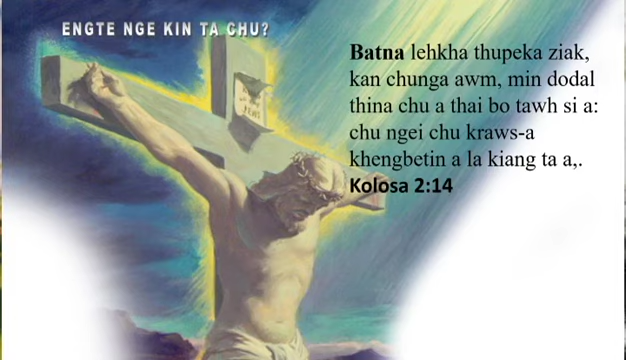 ENGTE NGE KIN TA CHU?
Batna lehkha thupeka ziak,
kan chunga awm, min dodal
thina chu a thai bo tawh si a:
chu ngei chu kraws-a
khengbetin a la kiang ta a,.
Kolosa 2:14